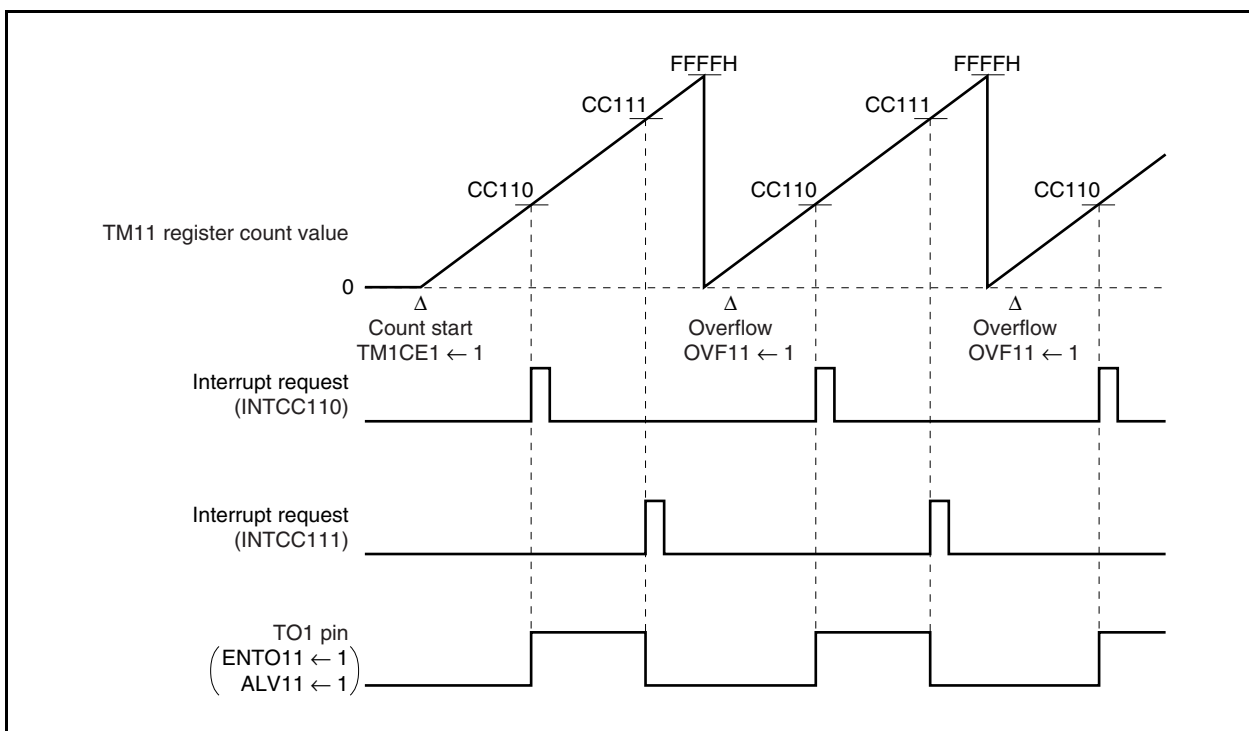 FFFFH
FFFFH
CC111
CC111
CC110
CC110
CC110
TM11 register count value
0
Δ
Δ
Δ
Count start
TM1CE1 ← 1
Overflow
OVF11 ← 1
Overflow
OVF11 ← 1
Interrupt request
(INTCC110)
Interrupt request
(INTCC111)
TO1 pin
ENTO11 ← 1
ALV11 ← 1